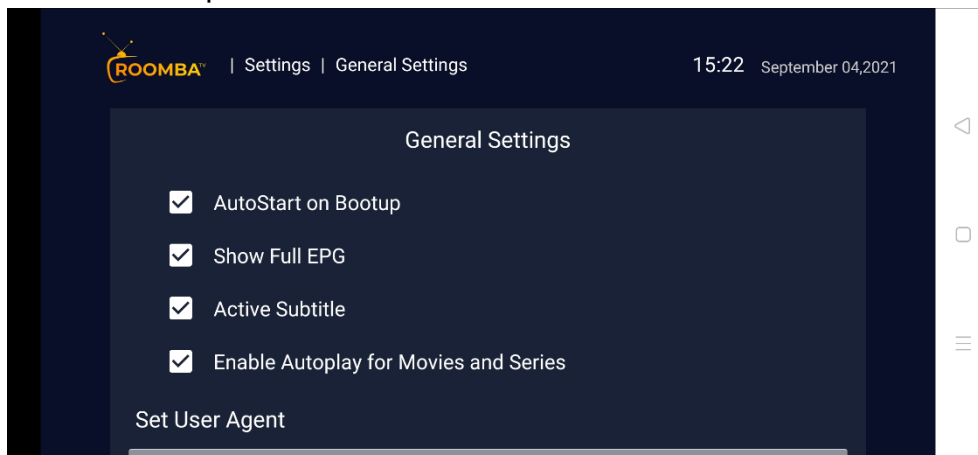 ROOMBA TV | Settings | General Settings 15:22 September 04,2021
General Settings
AutoStart on Bootup
Show Full EPG
Active Subtitle
Enable Autoplay for Movies and Series
Set User Agent